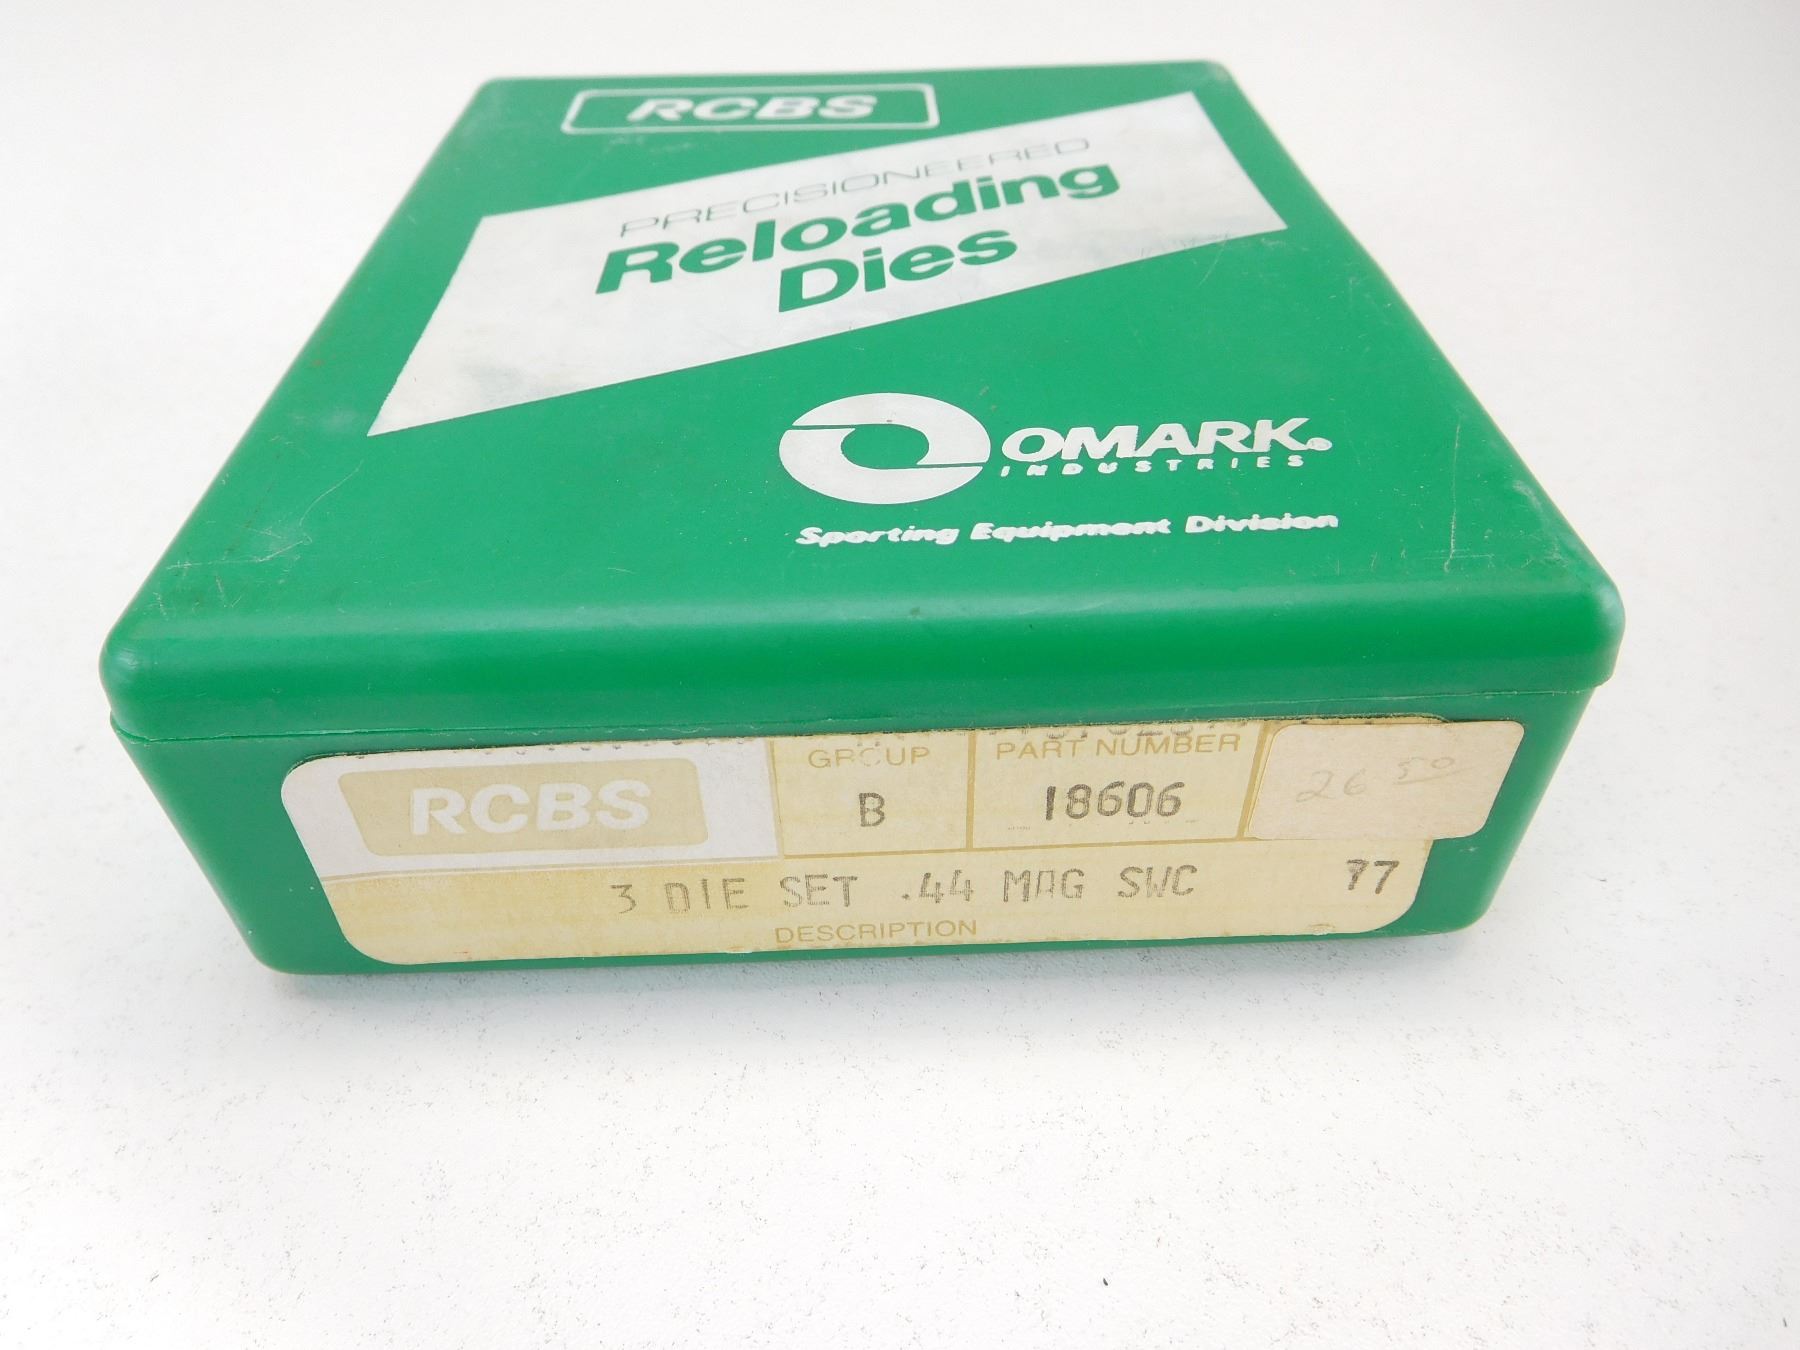 RCBS
PRECISIONEERED
Reloading
Dies
OMARK
INDUSTRIES
Sporting Equipment Division
RCBS
GROUP
B
PART NUMBER
18606
26 50
3 DIE SET .44 MAG SWC 77
DESCRIPTION